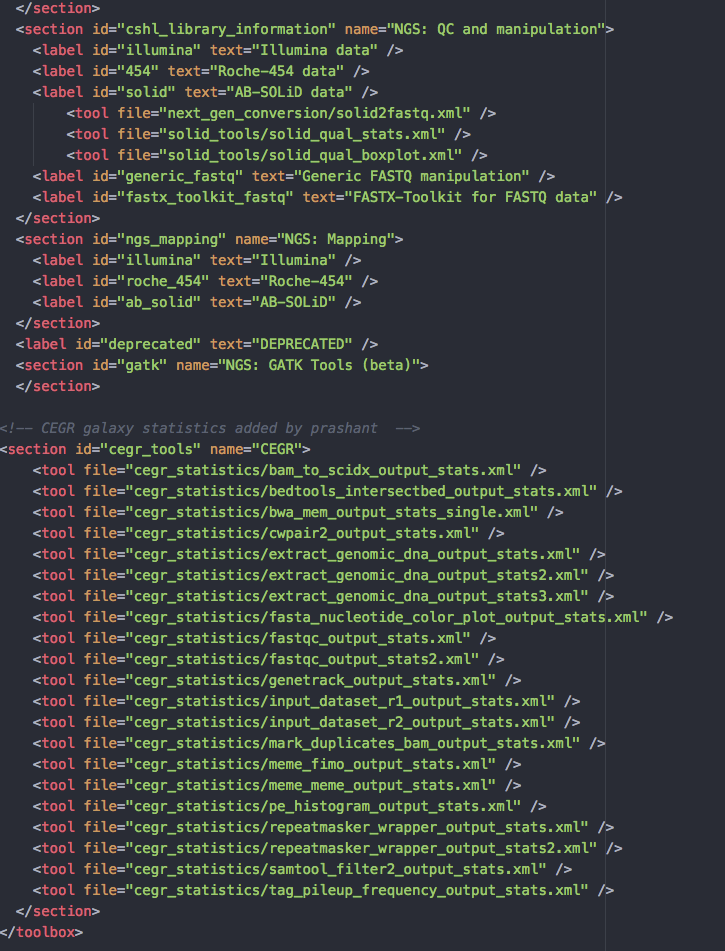 </section>
<section id="cshl_library_information" name="NGS: QC and manipulation">
<label id="illumina" text="Illumina data" />
<label id="454" text="Roche-454 data" />
<label id="solid" text="AB-SOLiD data" />
<tool file="next_gen_conversion/solid2fastq.xml" />
<tool file="solid_tools/solid_qual_stats.xml" />
<tool file="solid_tools/solid_qual_boxplot.xml" />
<label id="generic_fastq" text="Generic FASTQ manipulation" />
<label id="fastx_toolkit_fastq" text="FASTX-Toolkit for FASTQ data" />
</section>
<section id="ngs_mapping" name="NGS: Mapping">
<label id="illumina" text="Illumina" />
<label id="roche_454" text="Roche-454" />
<label id="ab_solid" text="AB-SOLiD" />
</section>
<label id="deprecated" text="DEPRECATED" />
<section id="gatk" name="NGS: GATK Tools (beta)">
</section>
<!-- CEGR galaxy statistics added by prashant  -->
<section id="cegr_tools" name="CEGR">
<tool file="cegr_statistics/bam_to_scidx_output_stats.xml" />
<tool file="cegr_statistics/bedtools_intersectbed_output_stats.xml" />
<tool file="cegr_statistics/bwa_mem_output_stats_single.xml" />
<tool file="cegr_statistics/cwpair2_output_stats.xml" />
<tool file="cegr_statistics/extract_genomic_dna_output_stats.xml" />
<tool file="cegr_statistics/extract_genomic_dna_output_stats2.xml" />
<tool file="cegr_statistics/extract_genomic_dna_output_stats3.xml" />
<tool file="cegr_statistics/fasta_nucleotide_color_plot_output_stats.xml" />
<tool file="cegr_statistics/fastqc_output_stats.xml" />
<tool file="cegr_statistics/fastqc_output_stats2.xml" />
<tool file="cegr_statistics/genetrack_output_stats.xml" />
<tool file="cegr_statistics/input_dataset_r1_output_stats.xml" />
<tool file="cegr_statistics/input_dataset_r2_output_stats.xml" />
<tool file="cegr_statistics/mark_duplicates_bam_output_stats.xml" />
<tool file="cegr_statistics/meme_fimo_output_stats.xml" />
<tool file="cegr_statistics/meme_meme_output_stats.xml" />
<tool file="cegr_statistics/pe_histogram_output_stats.xml" />
<tool file="cegr_statistics/repeatmasker_wrapper_output_stats.xml" />
<tool file="cegr_statistics/repeatmasker_wrapper_output_stats2.xml" />
<tool file="cegr_statistics/samtool_filter2_output_stats.xml" />
<tool file="cegr_statistics/tag_pileup_frequency_output_stats.xml" />
</section>
</toolbox>